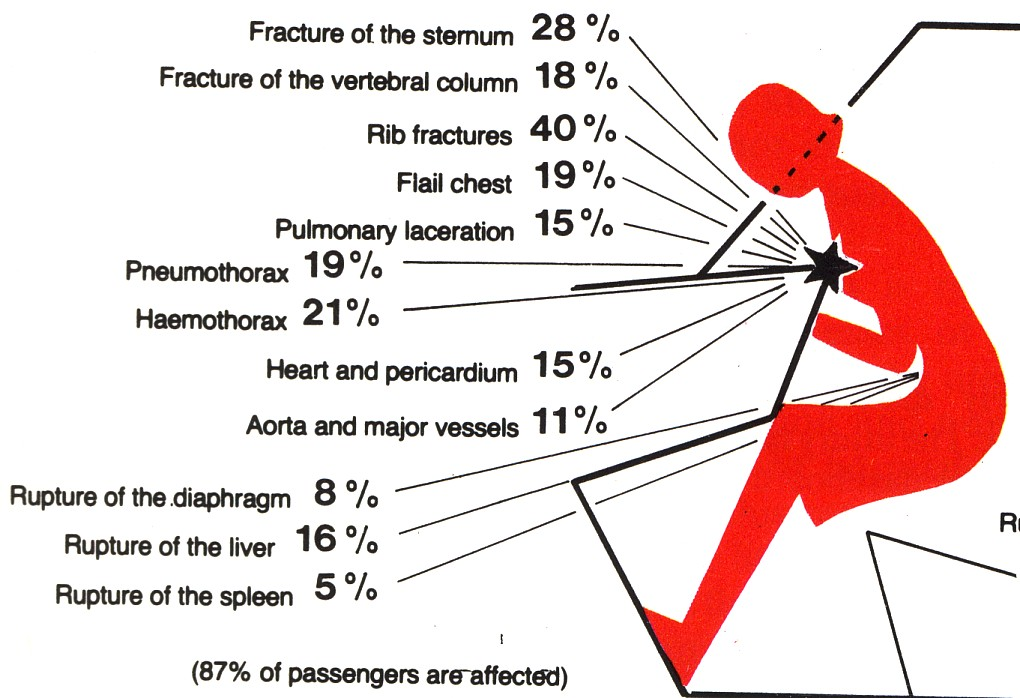 Fracture of the sternum 28 %
Fracture of the vertebral column 18 %
Rib fractures 40 %
Flail chest 19 %
Pulmonary laceration 15 %
Pneumothorax 19 %
Haemothorax 21 %
Heart and pericardium 15 %
Aorta and major vessels 11 %
Rupture of the diaphragm 8 %
Rupture of the liver 16 %
Rupture of the spleen 5 %
(87% of passengers are affected)